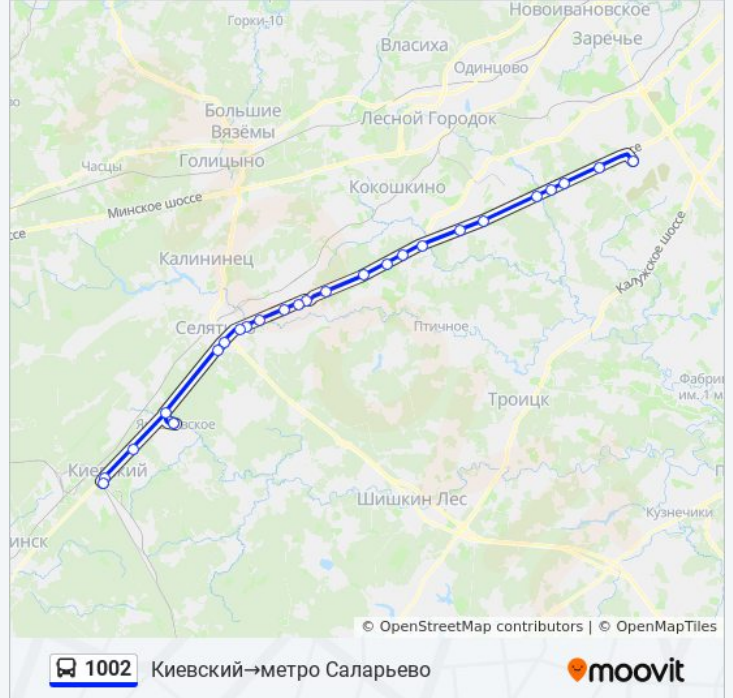 Горки-10
Новоивановское
Заречье
Власиха
Одинцово
Большие
Вязёмы
Лесной Городок
Голицыно
Часцы
Кокошкино
Минское шоссе
Калининец
Калужское шоссе
Птичное
Троицк
Киевский
Шишкин Лес
Кузнечики
© OpenStreetMap contributors | © OpenMapTiles
1002 Киевский→метро Саларьево
moovit